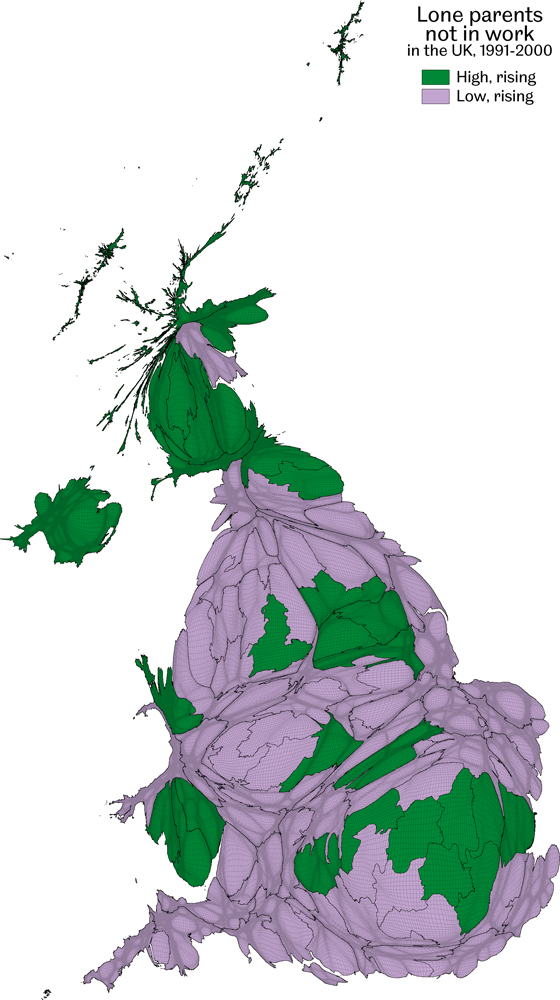 Lone parents
not in work
in the UK, 1991-2000
High, rising
Low, rising